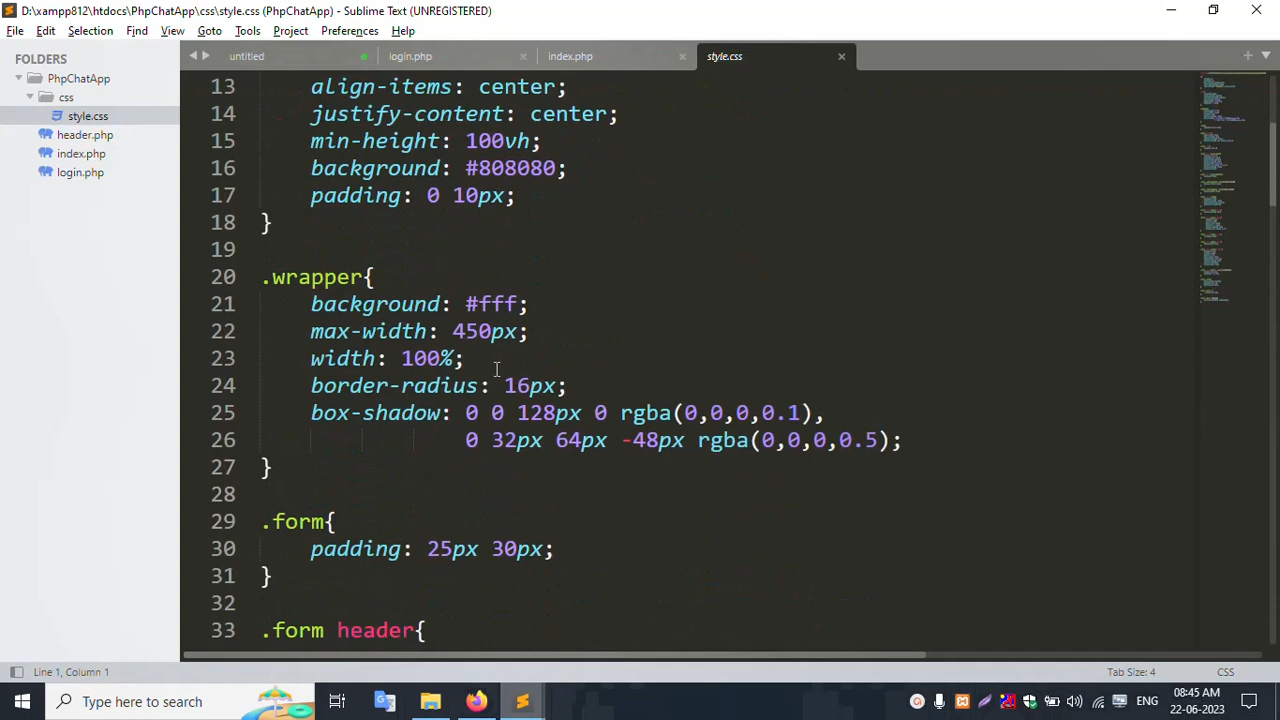 D:\xampp812\htdocs\PhpChatApp\css\style.css (PhpChatApp) - Sublime Text (UNREGISTERED)
File Edit Selection Find View Goto Tools Project Preferences Help
FOLDERS
PhpChatApp
css
style.css
header.php
index.php
login.php
untitled login.php index.php style.css
13 align-items: center;
14 justify-content: center;
15 min-height: 100vh;
16 background: #808080;
17 padding: 0 10px;
18 }
19
20 .wrapper{
21 background: #fff;
22 max-width: 450px;
23 width: 100%;
24 border-radius: 16px;
25 box-shadow: 0 0 128px 0 rgba(0,0,0,0.1),
26 0 32px 64px -48px rgba(0,0,0,0.5);
27 }
28
29 .form{
30 padding: 25px 30px;
31 }
32
33 .form header{
Line 1, Column 1 Tab Size: 4 CSS
Type here to search
ENG
08:45 AM
22-06-2023